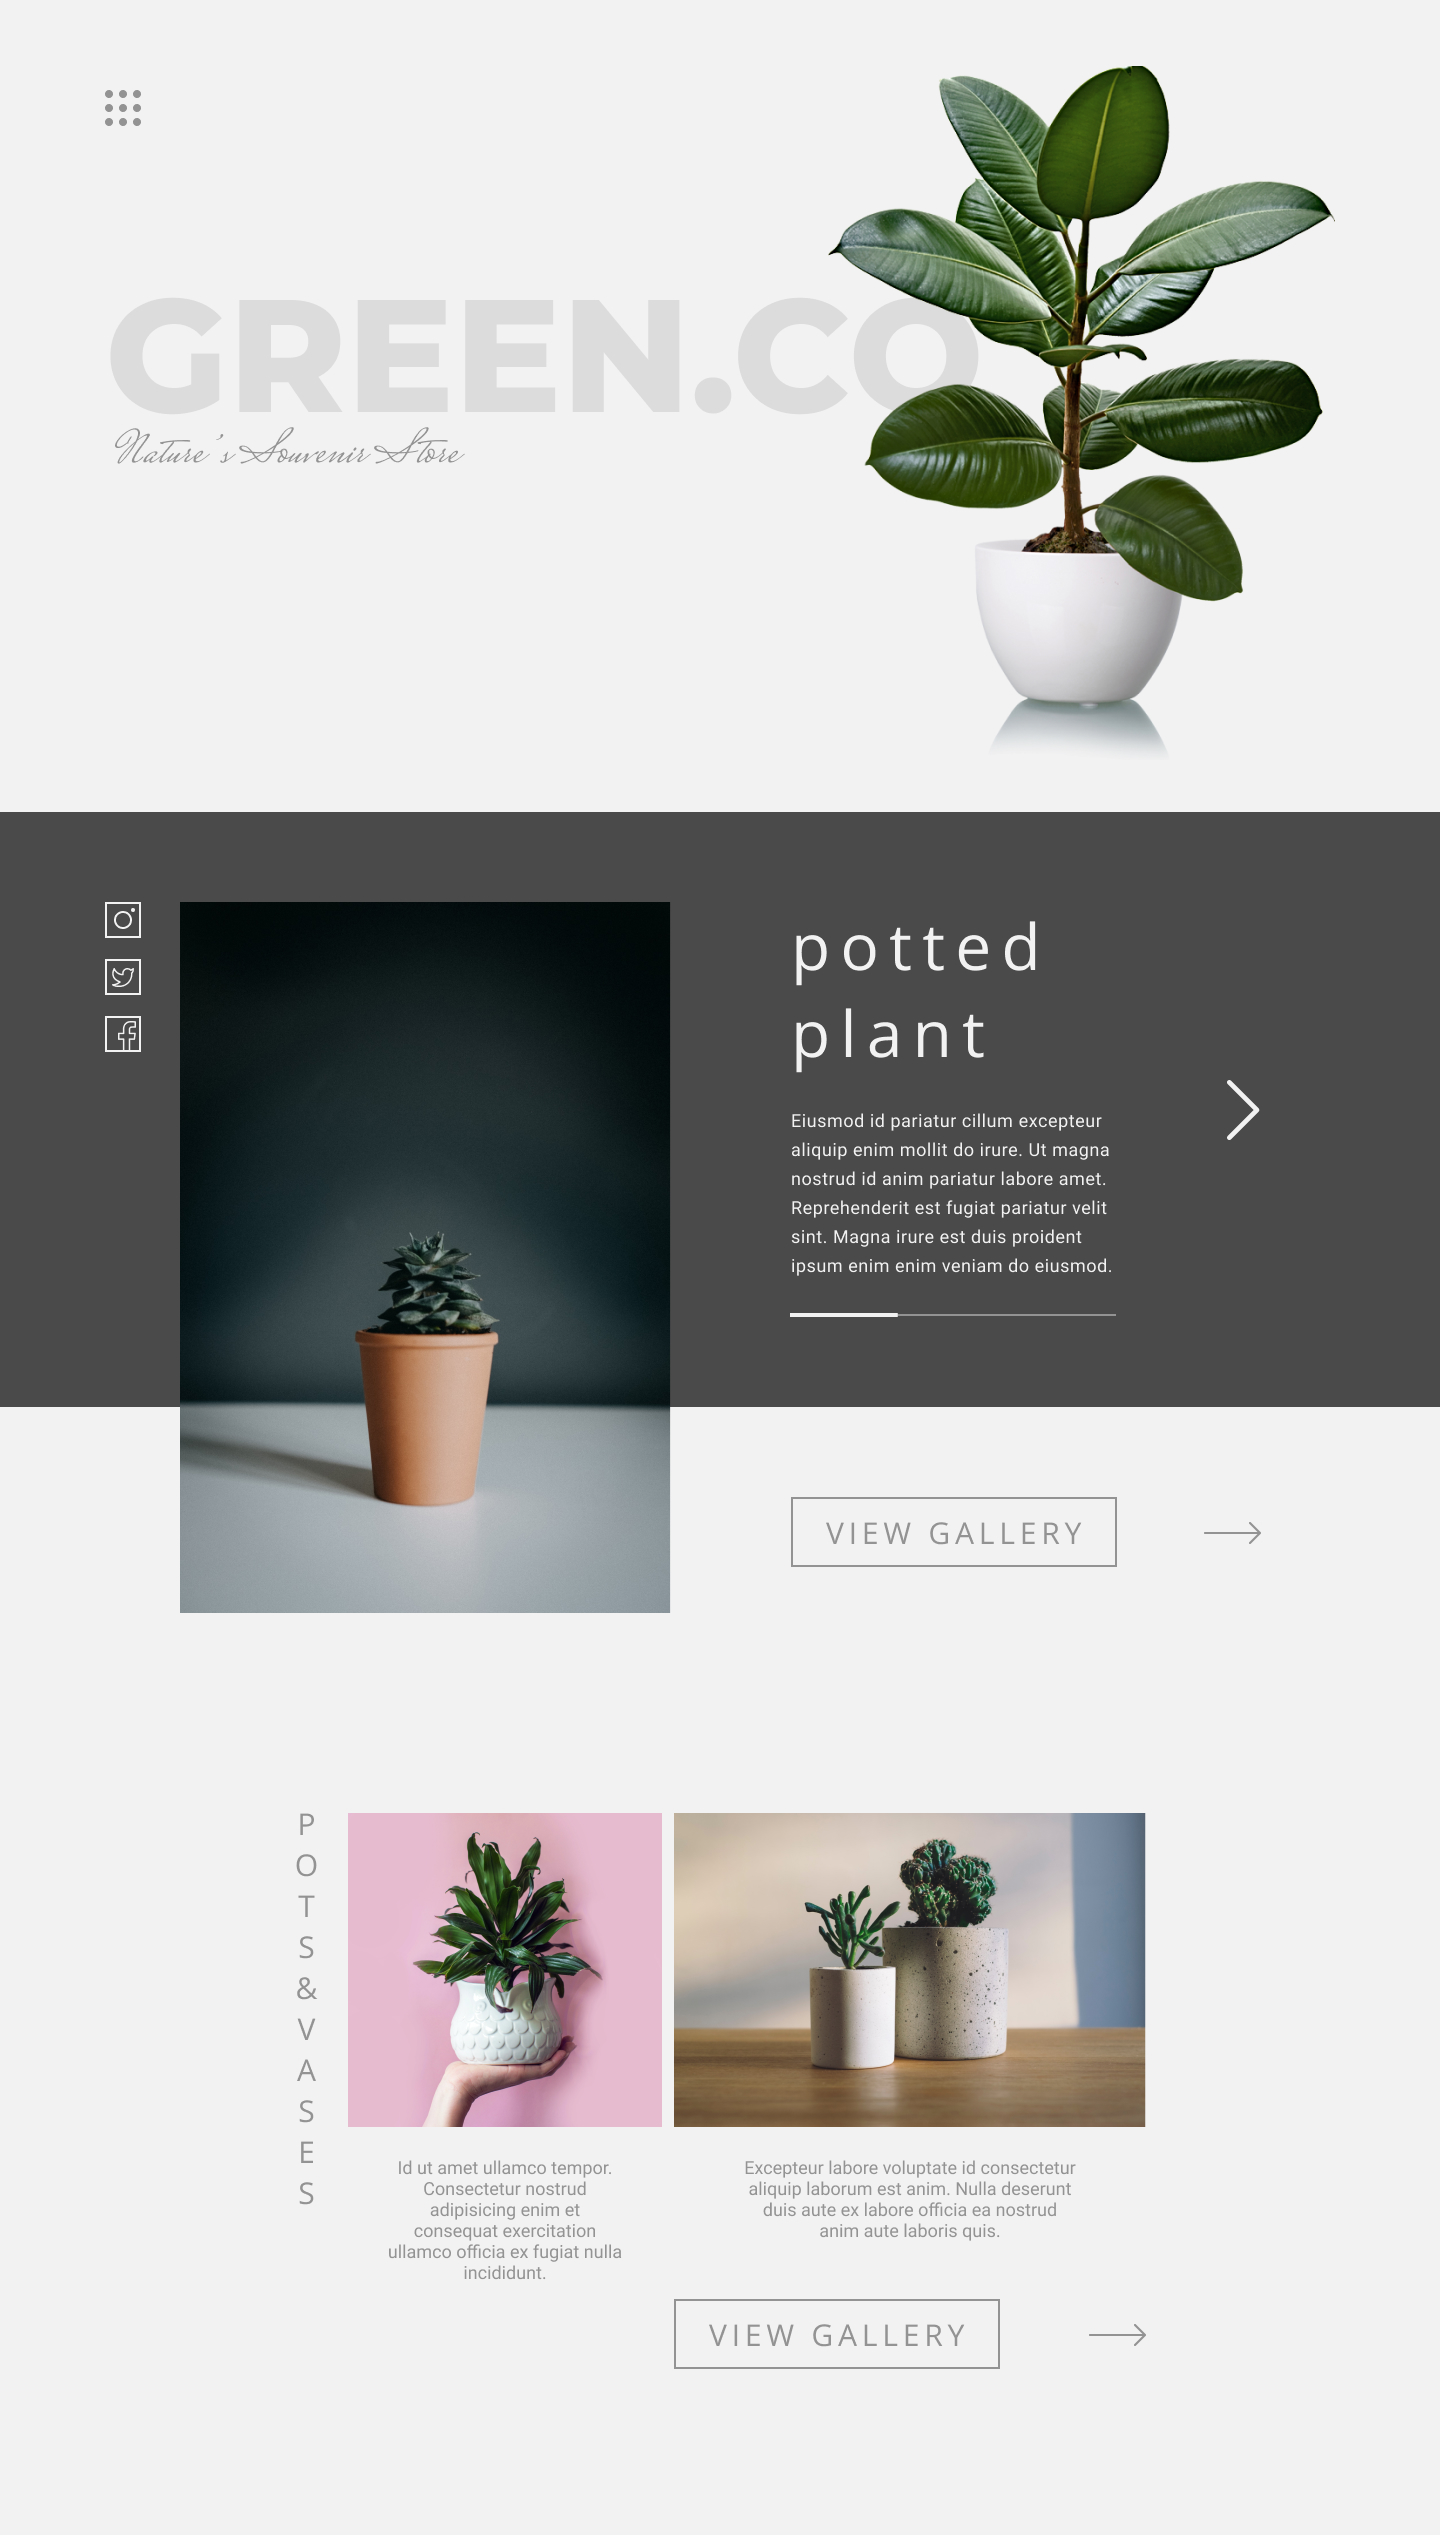 GREEN.CO
Nature's Souvenir Store
potted
plant
Eiusmod id pariatur cillum excepteur
aliquip enim mollit do irure. Ut magna
nostrud id anim pariatur labore amet.
Reprehenderit est fugiat pariatur velit
sint. Magna irure est duis proident
ipsum enim enim veniam do eiusmod.
VIEW GALLERY
P
O
T
S
&
V
A
S
E
S
Id ut amet ullamco tempor.
Consectetur nostrud
adipisicing enim et
consequat exercitation
ullamco officia ex fugiat nulla
incididunt.
Excepteur labore voluptate id consectetur
aliquip laborum est anim. Nulla deserunt
duis aute ex labore officia ea nostrud
anim aute laboris quis.
VIEW GALLERY